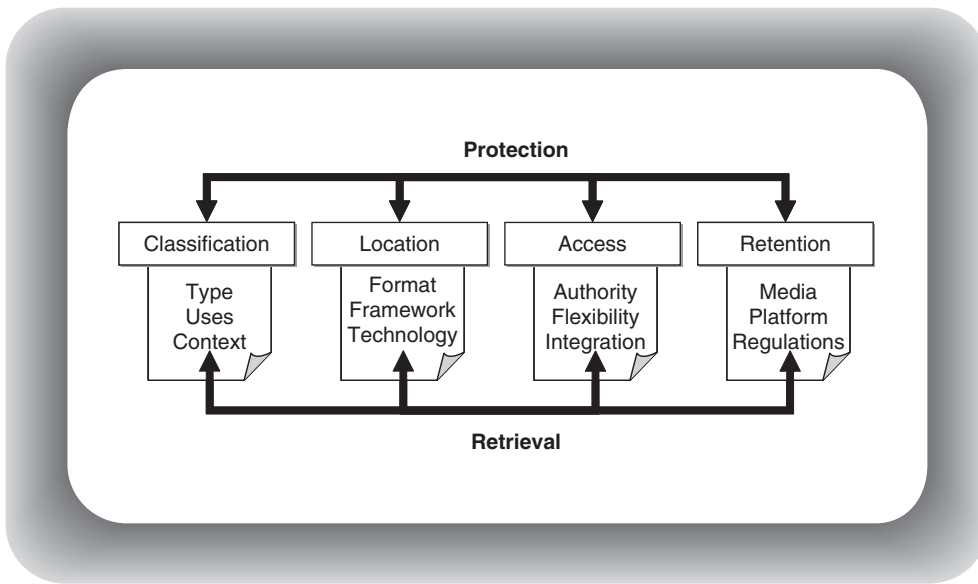 Protection
Classification
Location
Access
Retention
Type
Uses
Context
Format
Framework
Technology
Authority
Flexibility
Integration
Media
Platform
Regulations
Retrieval